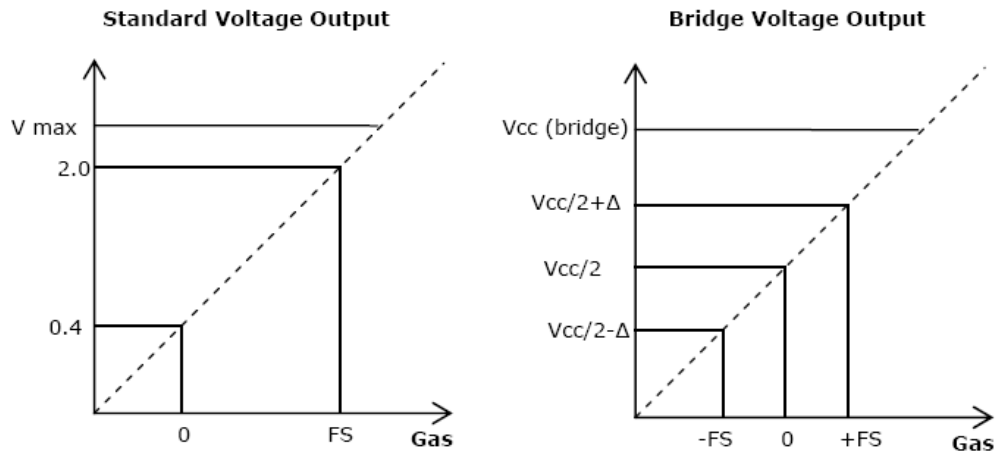 Standard Voltage Output
V max
2.0
0.4
0
FS
Gas
Bridge Voltage Output
Vcc (bridge)
Vcc/2+Δ
Vcc/2
Vcc/2-Δ
-FS
0
+FS
Gas